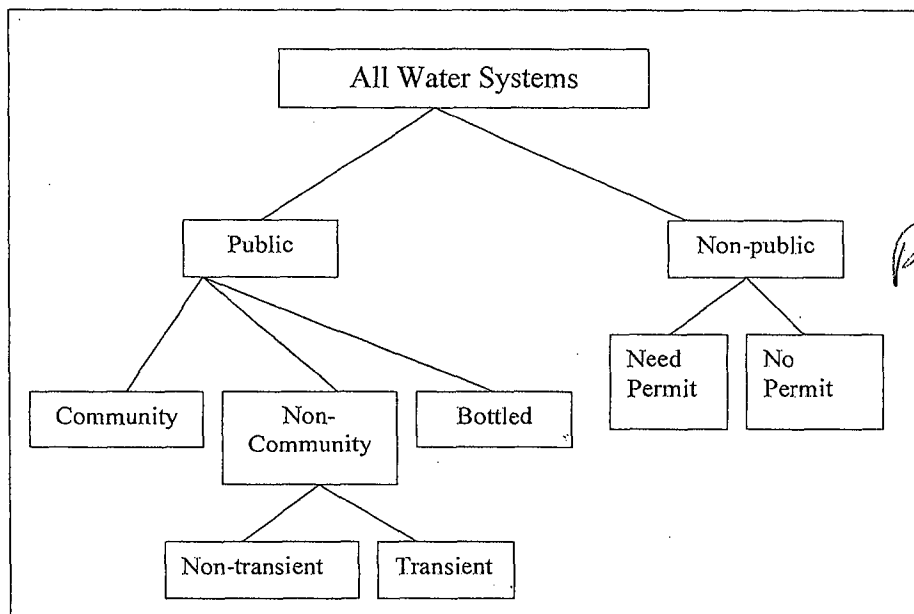 All Water Systems
Public
Non-public
Need
Permit
No
Permit
Community
Non-
Community
Bottled
Non-transient
Transient